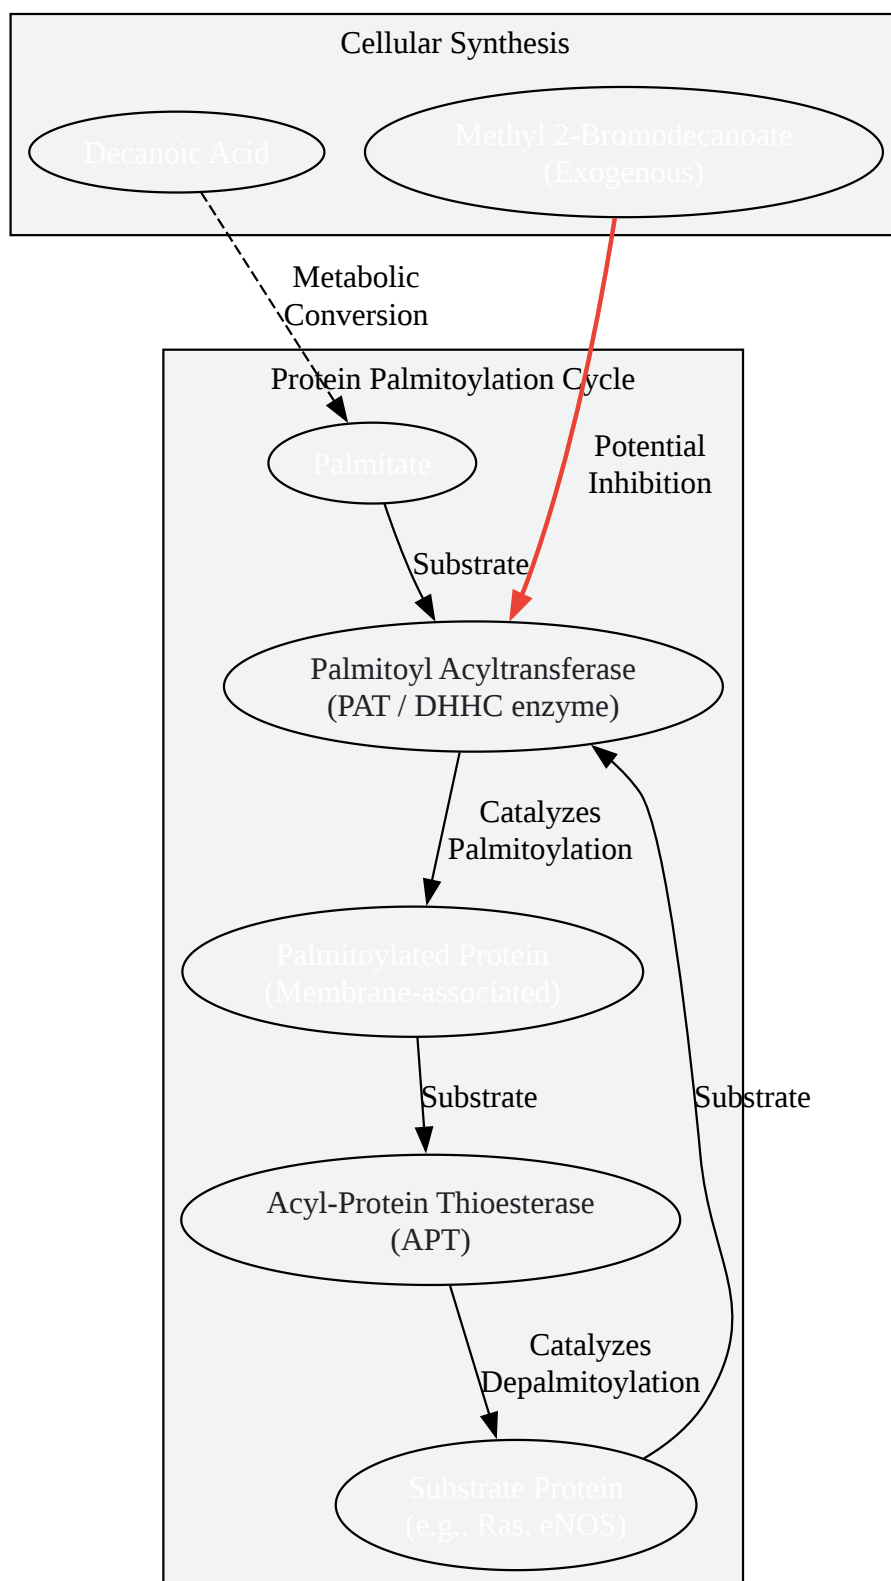 Cellular Synthesis
Decanoic Acid
Methyl 2-Bromodecanoate
(Exogenous)
Metabolic
Conversion
Protein Palmitoylation Cycle
Palmitate
Potential
Inhibition
Substrate
Palmitoyl Acyltransferase
(PAT / DHHC enzyme)
Catalyzes
Palmitoylation
Palmitoylated Protein
(Membrane-associated)
Substrate
Substrate
Acyl-Protein Thioesterase
(APT)
Catalyzes
Depalmitoylation
Substrate Protein
(e.g., Ras, eNOS)